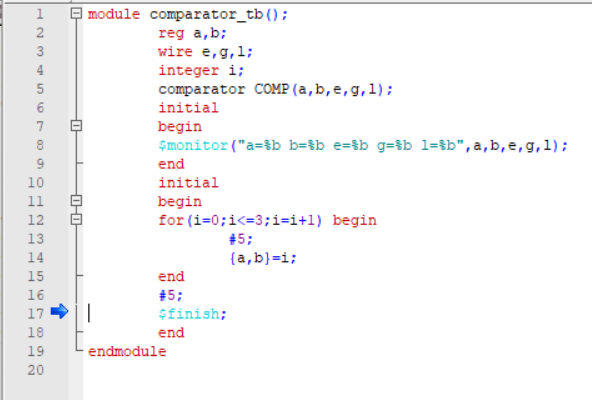 1 module comparator_tb();
2 reg a,b;
3 wire e,g,l;
4 integer i;
5 comparator COMP(a,b,e,g,l);
6 initial
7 begin
8 $monitor("a=%b b=%b e=%b g=%b l=%b",a,b,e,g,l);
9 end
10 initial
11 begin
12 for(i=0;i<=3;i=i+1) begin
13 #5;
14 {a,b}=i;
15 end
16 #5;
17 $finish;
18 end
19 endmodule
20